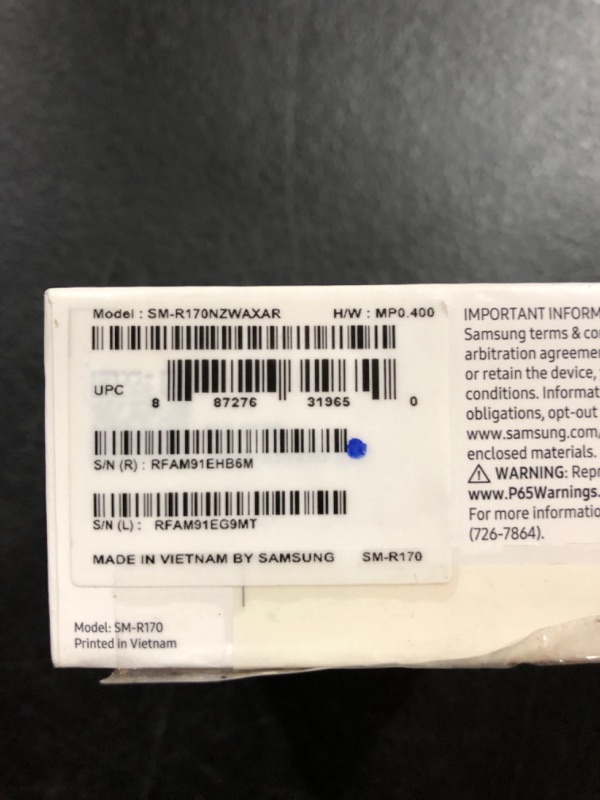 Model : SM-R170NZWAXAR H/W : MP0.400
UPC
8 87276 31965 0
S/N (R) : RFAM91EHB6M
S/N (L) : RFAM91EG9MT
MADE IN VIETNAM BY SAMSUNG SM-R170
Model: SM-R170
Printed in Vietnam
IMPORTANT INFORM
Samsung terms & co
arbitration agreeme
or retain the device,
conditions. Informat
obligations, opt-out
www.samsung.com/
enclosed materials.
⚠ WARNING: Repr
www.P65Warnings.
For more informatio
(726-7864).